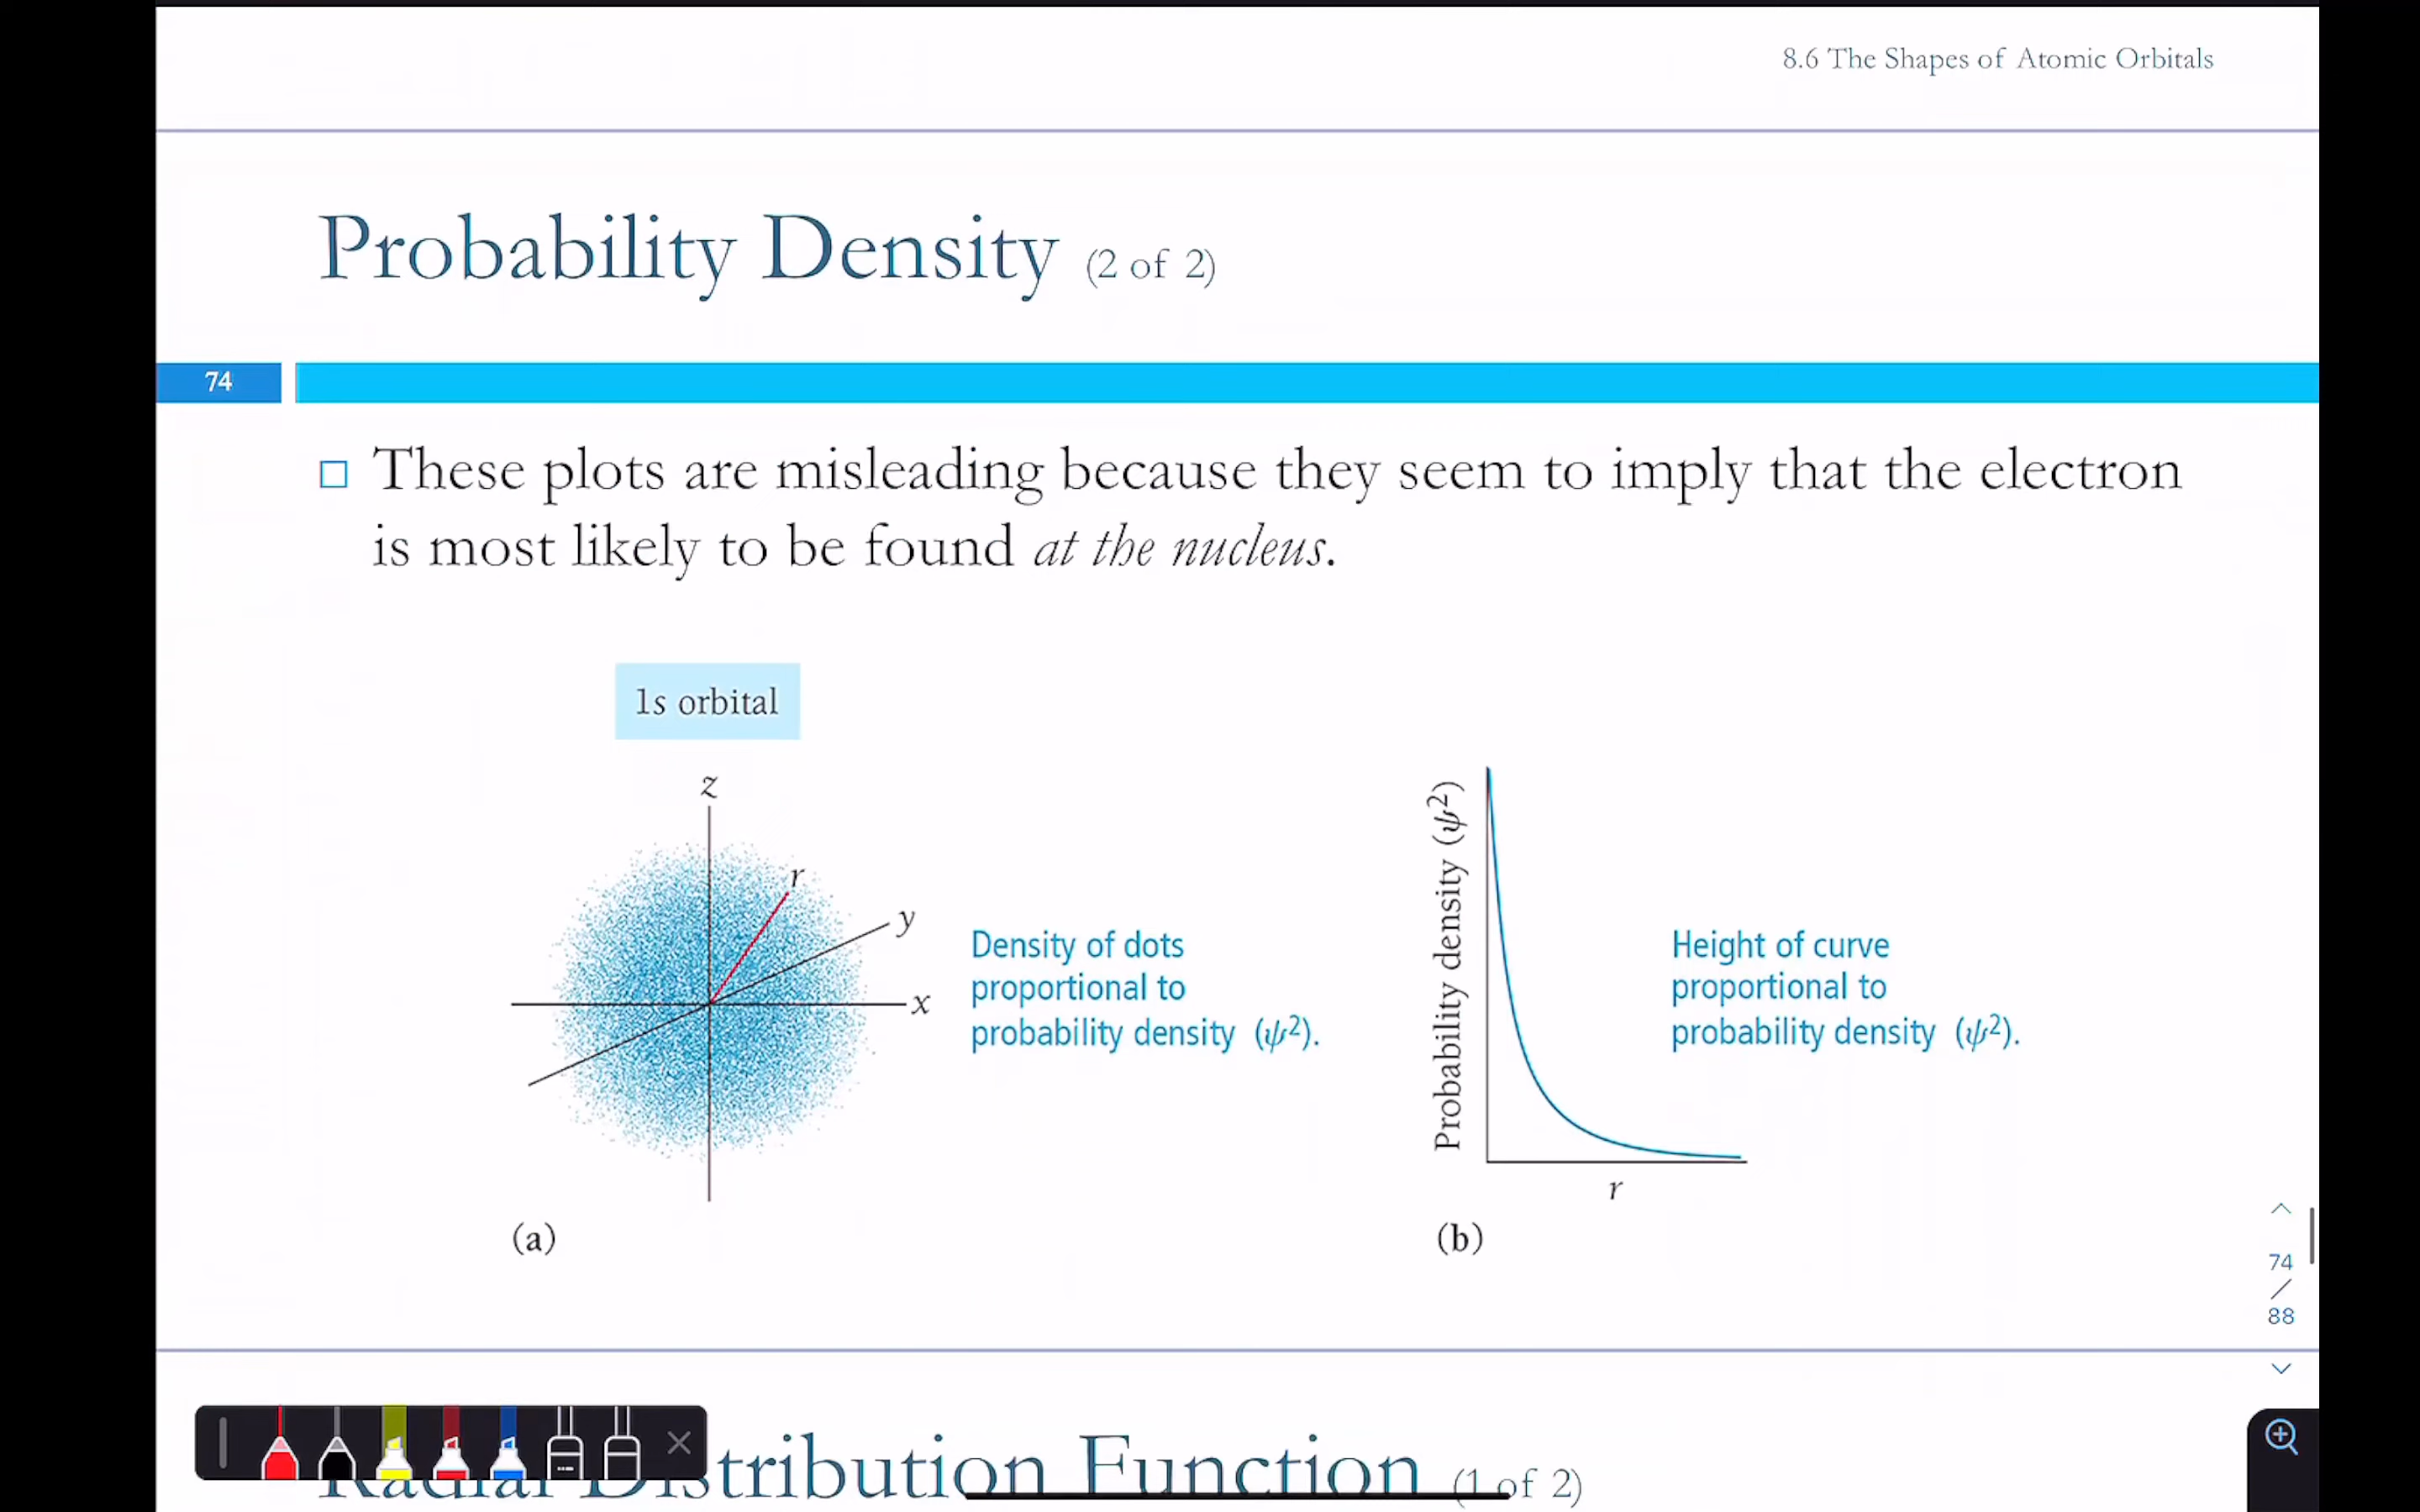 8.6 The Shapes of Atomic Orbitals
Probability Density (2 of 2)
74
These plots are misleading because they seem to imply that the electron
is most likely to be found at the nucleus.
1s orbital
z
r
y
x
Density of dots
proportional to
probability density (ψ²).
(a)
Probability density (ψ²)
r
Height of curve
proportional to
probability density (ψ²).
(b)
74
/
88
Radial Distribution Function (1 of 2)